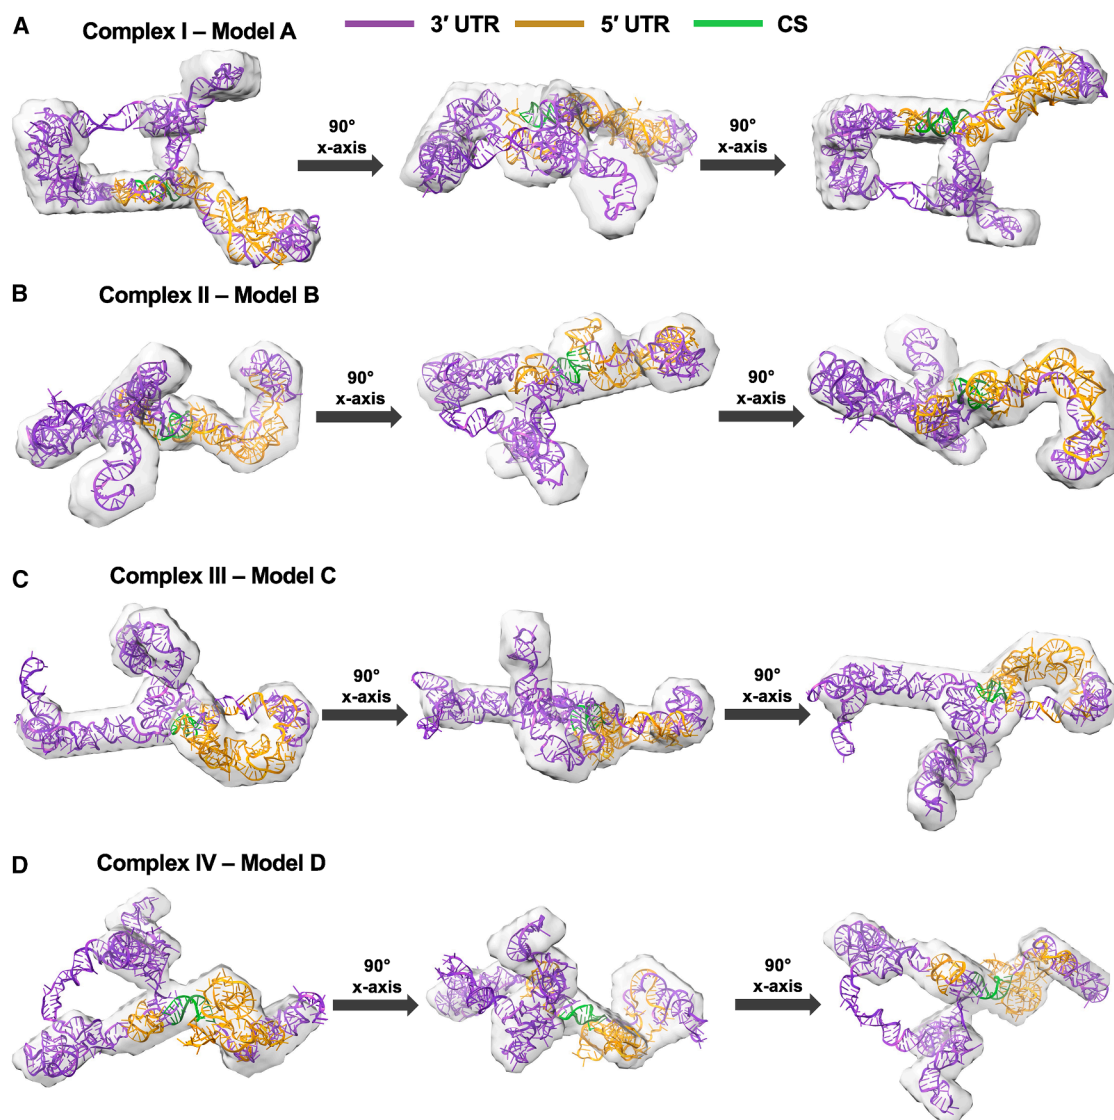 A
Complex I – Model A
3′ UTR
5′ UTR
CS
90°
x-axis
90°
x-axis
B
Complex II – Model B
90°
x-axis
90°
x-axis
C
Complex III – Model C
90°
x-axis
90°
x-axis
D
Complex IV – Model D
90°
x-axis
90°
x-axis